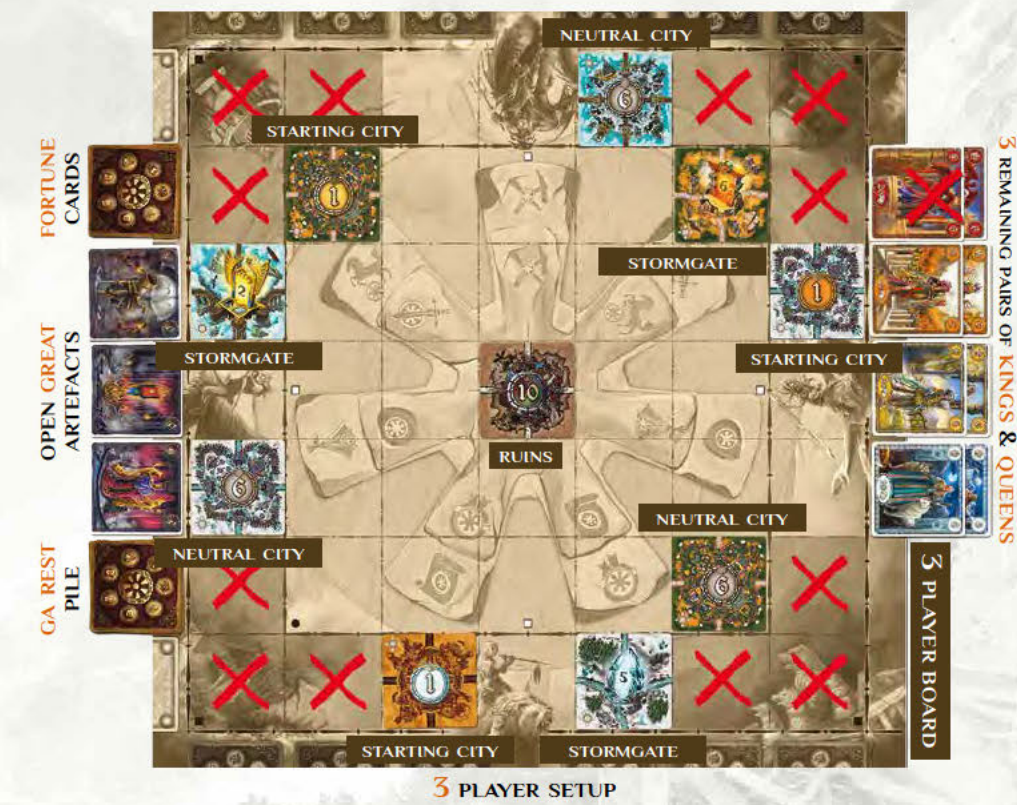 NEUTRAL CITY
6
STARTING CITY
FORTUNE
CARDS
1
6
3 REMAINING PAIRS OF KINGS & QUEENS
STORMGATE
2
1
OPEN GREAT
ARTEFACTS
STORMGATE
STARTING CITY
10
RUINS
6
NEUTRAL CITY
NEUTRAL CITY
GA REST
PILE
6
3 PLAYER BOARD
1
5
STARTING CITY
STORMGATE
3 PLAYER SETUP